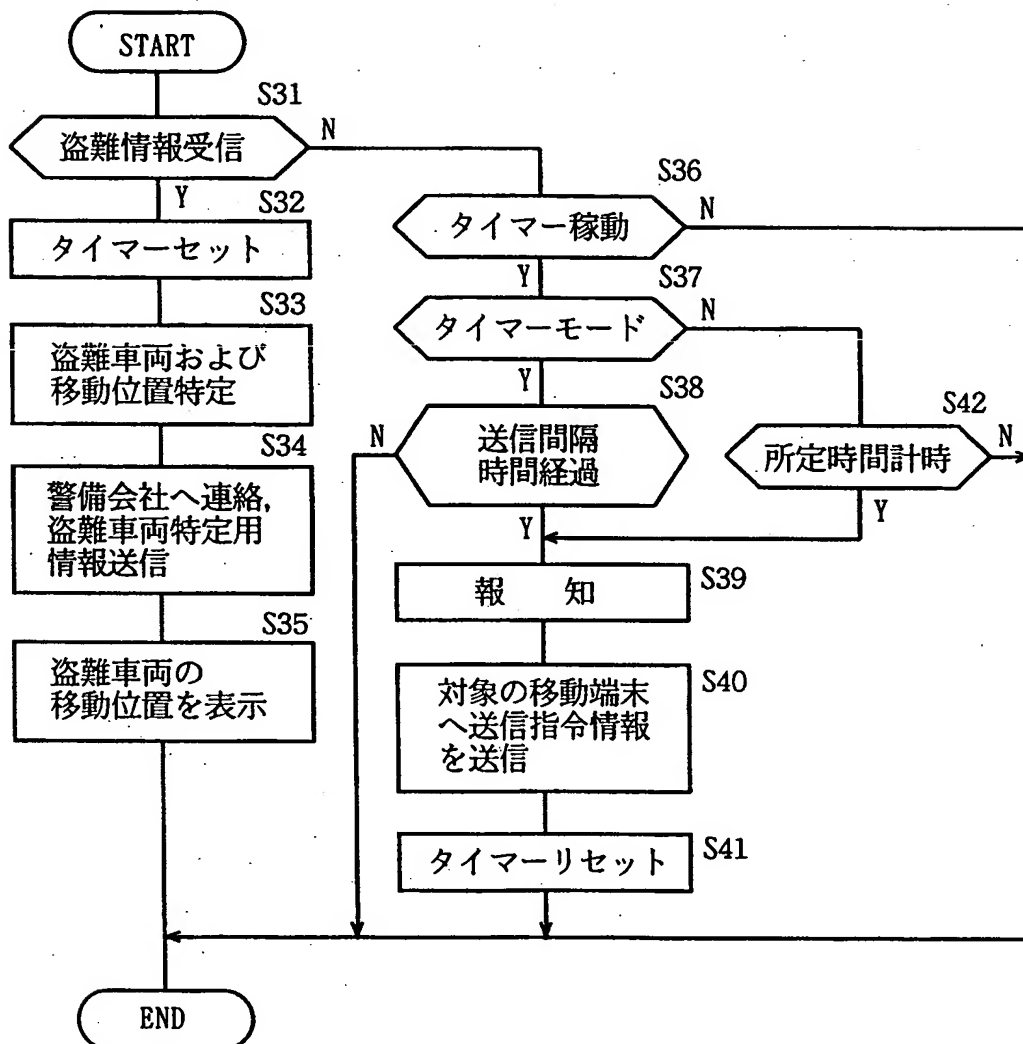 START
S31
盗難情報受信
N
Y
S32
タイマーセット
S33
盗難車両および
移動位置特定
S34
警備会社へ連絡,
盗難車両特定用
情報送信
S35
盗難車両の
移動位置を表示
END
S36
タイマー稼動
N
Y
S37
タイマーモード
N
Y
S38
送信間隔
時間経過
N
Y
S42
所定時間計時
N
Y
S39
報 知
S40
対象の移動端末
へ送信指令情報
を送信
S41
タイマーリセット